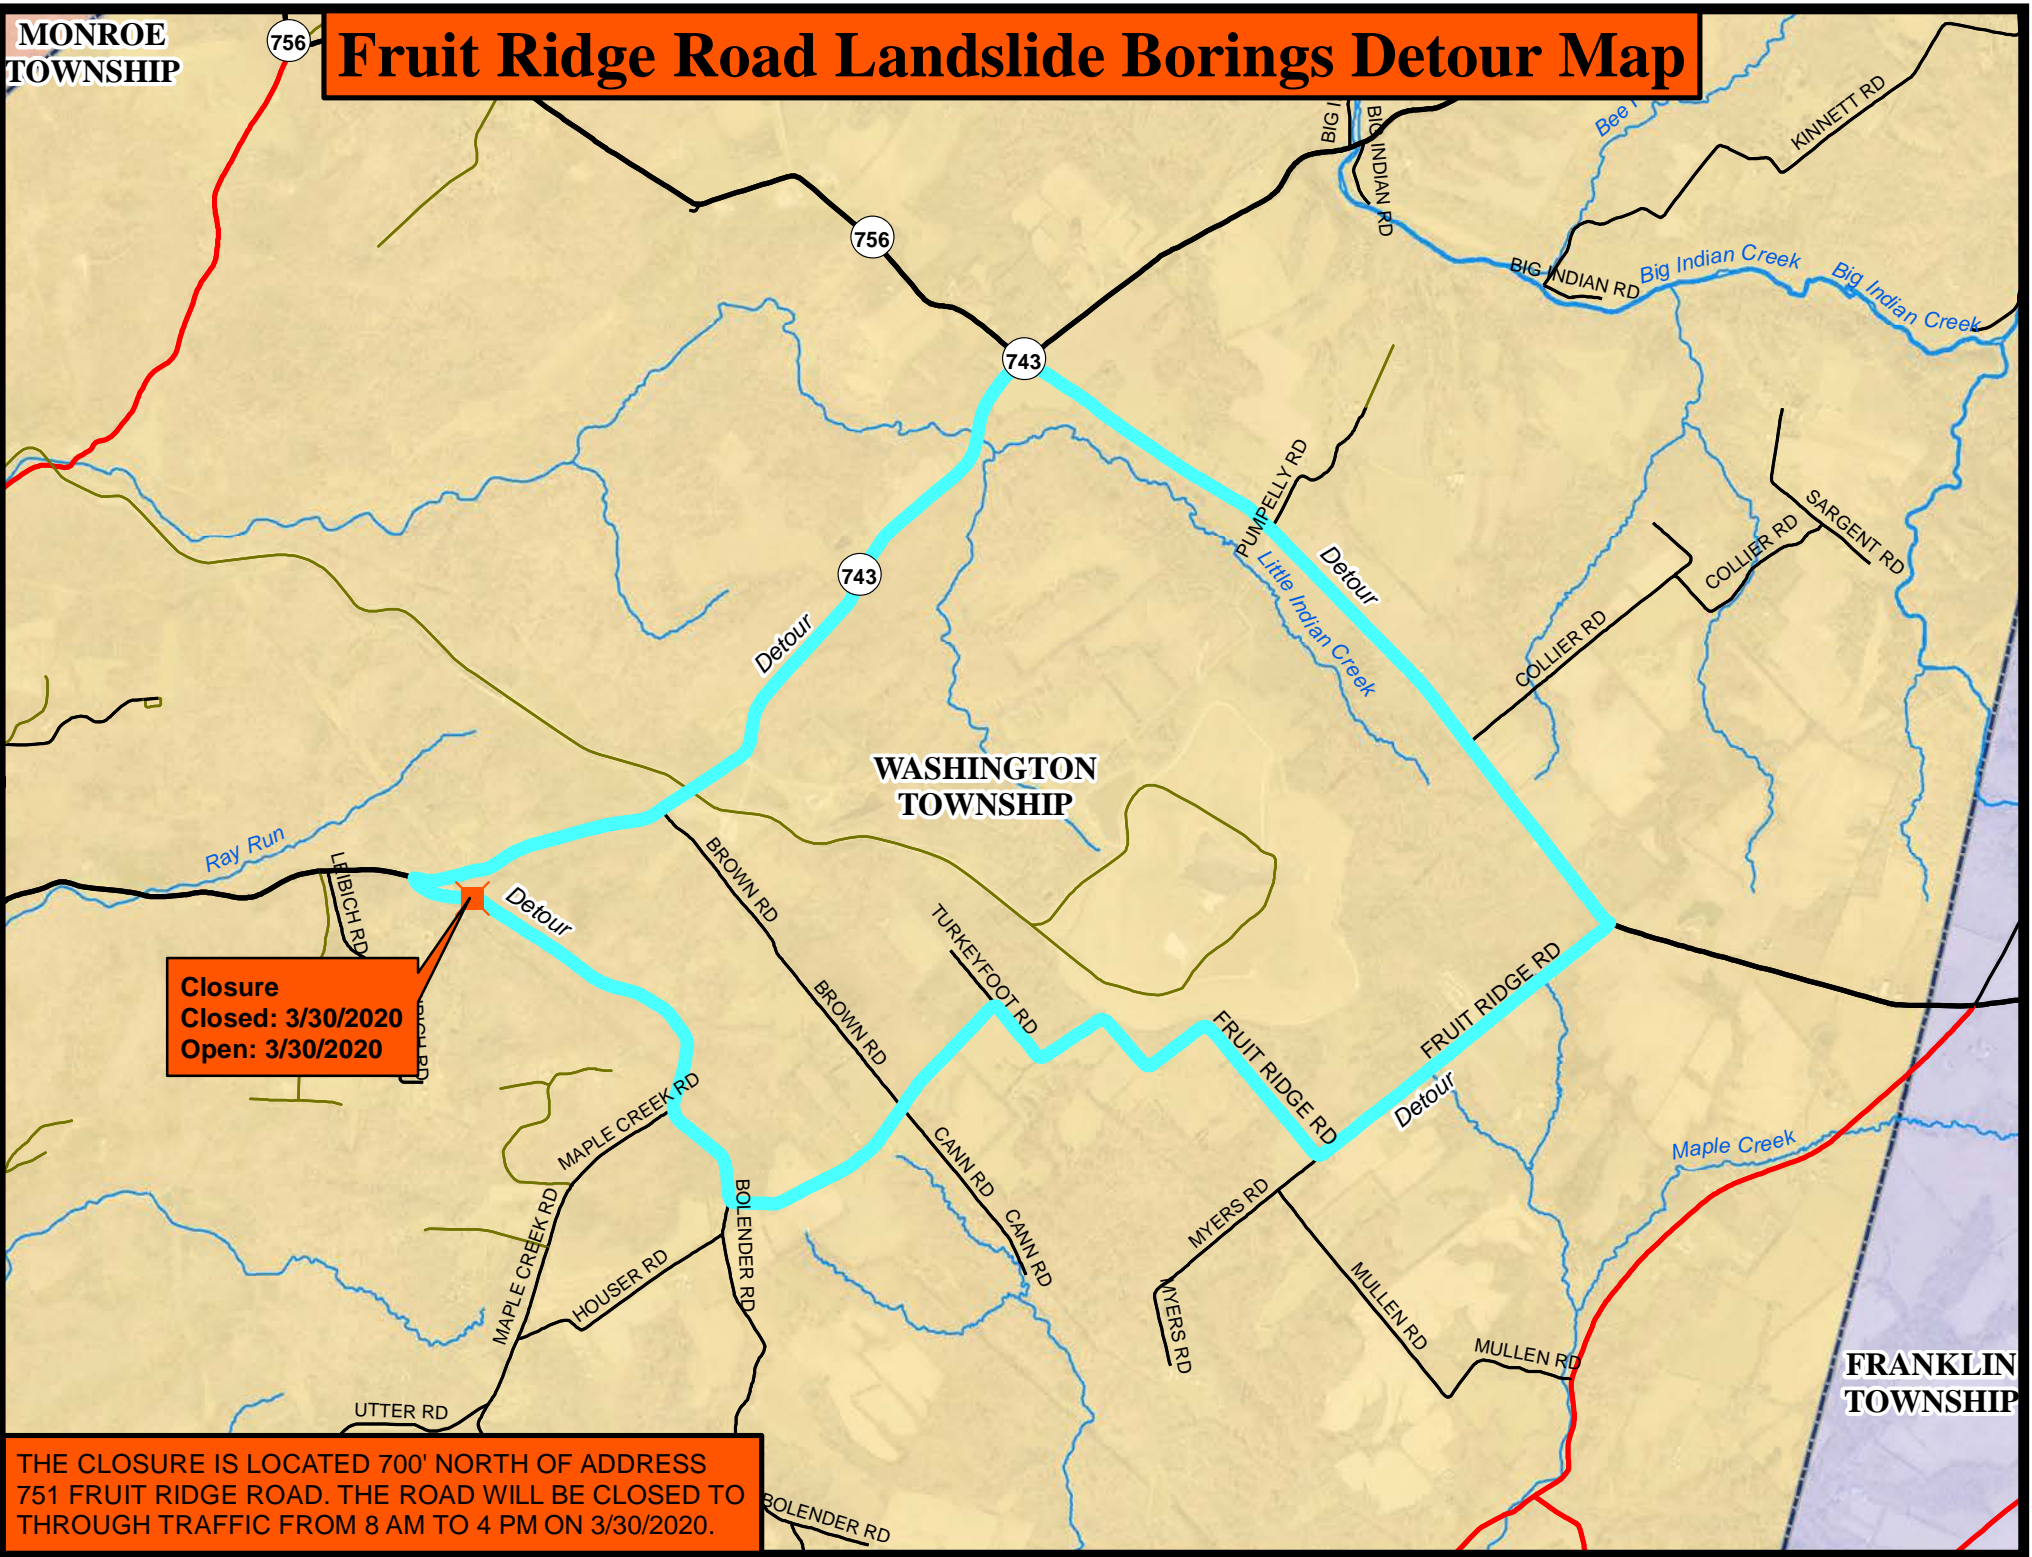 MONROE
TOWNSHIP
756
Fruit Ridge Road Landslide Borings Detour Map
BIG INDIAN RD
KINNETT RD
756
BIG INDIAN RD
Big Indian Creek
Big Indian Creek
743
PUMPELLY RD
SARGENT RD
COLLIER RD
Detour
743
Little Indian Creek
Detour
COLLIER RD
WASHINGTON
TOWNSHIP
Ray Run
LEIBICH RD
BROWN RD
Detour
TURKEYFOOT RD
FRUIT RIDGE RD
Closure
Closed: 3/30/2020
Open: 3/30/2020
BROWN RD
FRUIT RIDGE RD
Detour
MAPLE CREEK RD
CANN RD
Maple Creek
MAPLE CREEK RD
BOLENDER RD
MYERS RD
CANN RD
HOUSER RD
MYERS RD
MULLEN RD
MULLEN RD
FRANKLIN
TOWNSHIP
UTTER RD
THE CLOSURE IS LOCATED 700' NORTH OF ADDRESS
751 FRUIT RIDGE ROAD. THE ROAD WILL BE CLOSED TO
THROUGH TRAFFIC FROM 8 AM TO 4 PM ON 3/30/2020.
BOLENDER RD